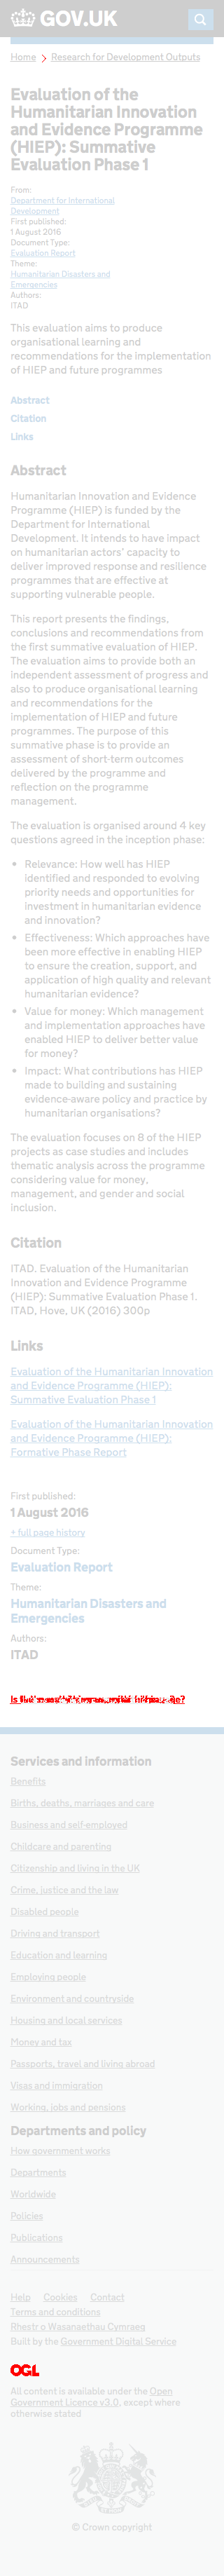 GOV.UK
Home > Research for Development Outputs
Evaluation of the
Humanitarian Innovation
and Evidence Programme
(HIEP): Summative
Evaluation Phase 1
From:
Department for International
Development
First published:
1 August 2016
Document Type:
Evaluation Report
Theme:
Humanitarian Disasters and
Emergencies
Authors:
ITAD
This evaluation aims to produce
organisational learning and
recommendations for the implementation
of HIEP and future programmes
Abstract
Citation
Links
Abstract
Humanitarian Innovation and Evidence
Programme (HIEP) is funded by the
Department for International
Development. It intends to have impact
on humanitarian actors' capacity to
deliver improved response and resilience
programmes that are effective at
supporting vulnerable people.
This report presents the findings,
conclusions and recommendations from
the first summative evaluation of HIEP.
The evaluation aims to provide both an
independent assessment of progress and
also to produce organisational learning
and recommendations for the
implementation of HIEP and future
programmes. The purpose of this
summative phase is to provide an
assessment of short-term outcomes
delivered by the programme and
reflection on the programme
management.
The evaluation is organised around 4 key
questions agreed in the inception phase:
• Relevance: How well has HIEP
identified and responded to evolving
priority needs and opportunities for
investment in humanitarian evidence
and innovation?
• Effectiveness: Which approaches have
been more effective in enabling HIEP
to ensure the creation, support, and
application of high quality and relevant
humanitarian evidence?
• Value for money: Which management
and implementation approaches have
enabled HIEP to deliver better value
for money?
• Impact: What contributions has HIEP
made to building and sustaining
evidence-aware policy and practice by
humanitarian organisations?
The evaluation focuses on 8 of the HIEP
projects as case studies and includes
thematic analysis across the programme
considering value for money,
management, and gender and social
inclusion.
Citation
ITAD. Evaluation of the Humanitarian
Innovation and Evidence Programme
(HIEP): Summative Evaluation Phase 1.
ITAD, Hove, UK (2016) 300p
Links
Evaluation of the Humanitarian Innovation
and Evidence Programme (HIEP):
Summative Evaluation Phase 1
Evaluation of the Humanitarian Innovation
and Evidence Programme (HIEP):
Formative Phase Report
First published:
1 August 2016
+ full page history
Document Type:
Evaluation Report
Theme:
Humanitarian Disasters and
Emergencies
Authors:
ITAD
Is
Services and information
Benefits
Births, deaths, marriages and care
Business and self-employed
Childcare and parenting
Citizenship and living in the UK
Crime, justice and the law
Disabled people
Driving and transport
Education and learning
Employing people
Environment and countryside
Housing and local services
Money and tax
Passports, travel and living abroad
Visas and immigration
Working, jobs and pensions
Departments and policy
How government works
Departments
Worldwide
Policies
Publications
Announcements
Help Cookies Contact
Terms and conditions
Rhestr o Wasanaethau Cymraeg
Built by the Government Digital Service
OGL
All content is available under the Open
Government Licence v3.0, except where
otherwise stated
© Crown copyright